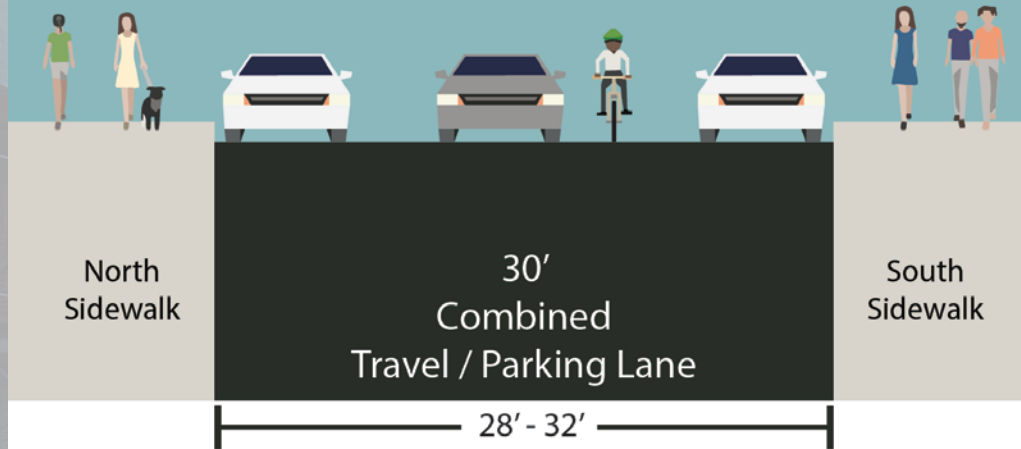 North
Sidewalk
30’
Combined
Travel / Parking Lane
South
Sidewalk
28’ - 32’